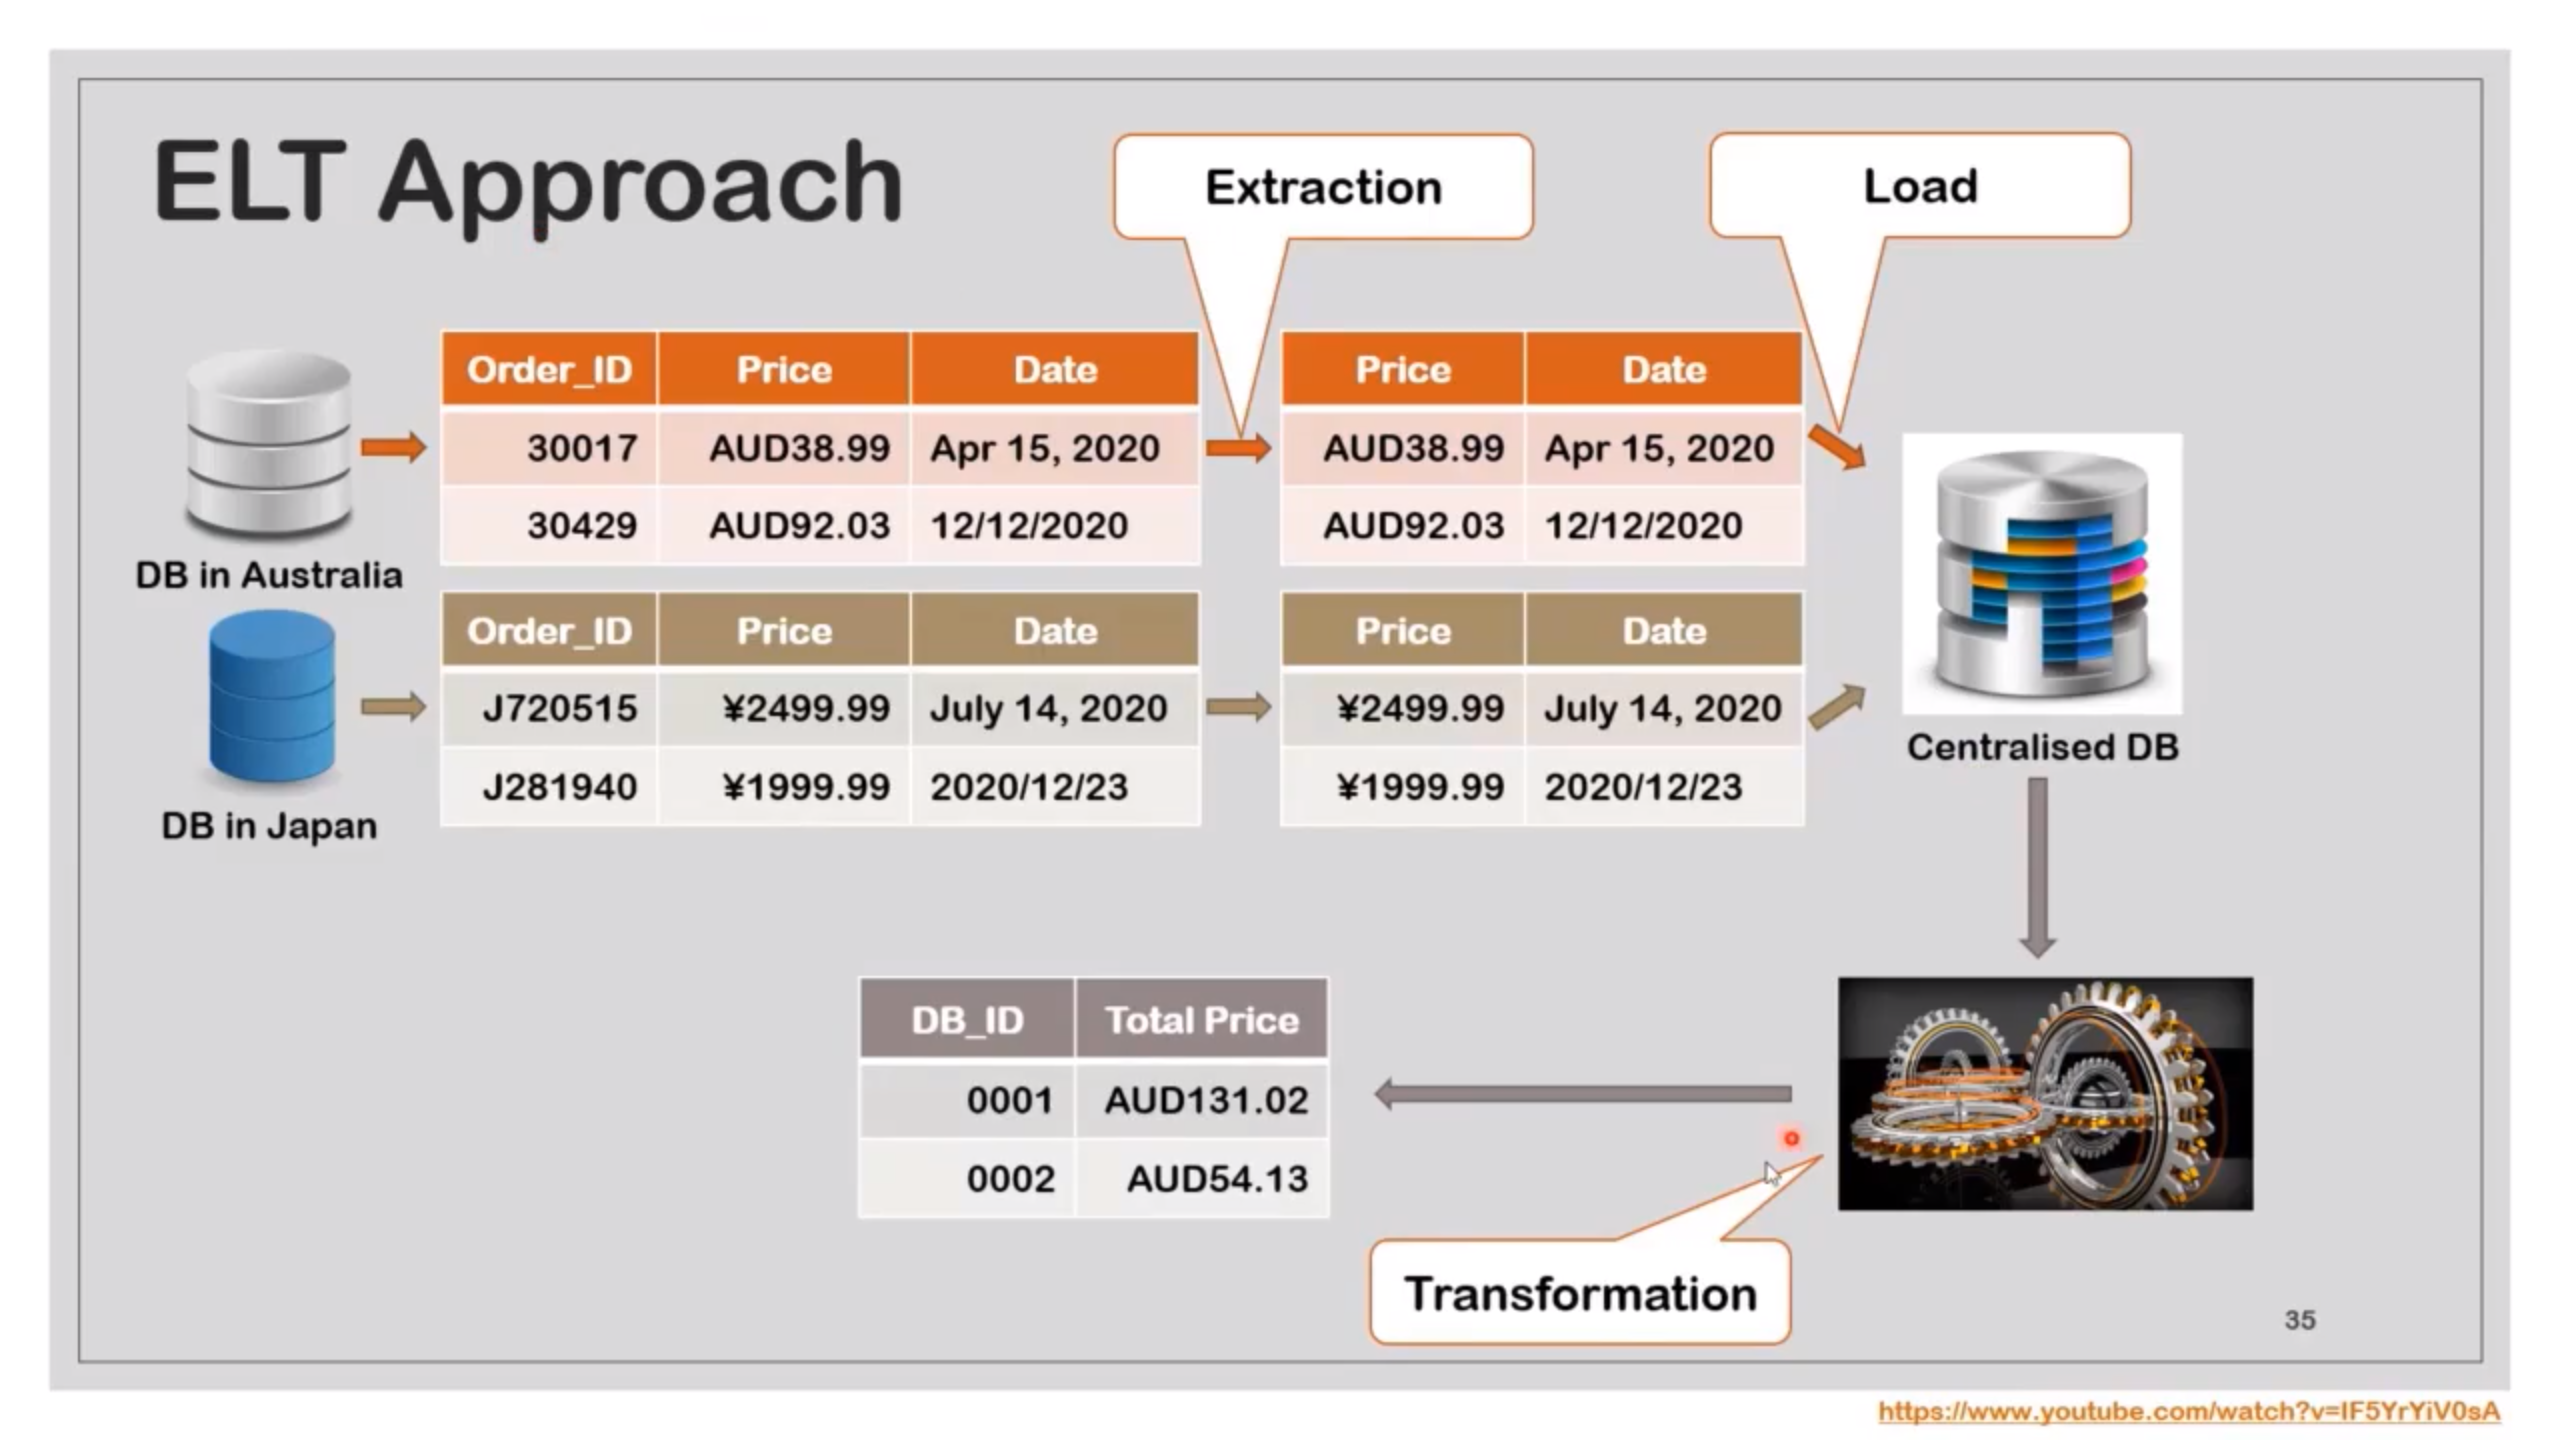 ELT Approach
Extraction
Load
Order_ID Price Date
30017 AUD38.99 Apr 15, 2020
30429 AUD92.03 12/12/2020
Price Date
AUD38.99 Apr 15, 2020
AUD92.03 12/12/2020
DB in Australia
Order_ID Price Date
J720515 ¥2499.99 July 14, 2020
J281940 ¥1999.99 2020/12/23
Price Date
¥2499.99 July 14, 2020
¥1999.99 2020/12/23
DB in Japan
Centralised DB
DB_ID Total Price
0001 AUD131.02
0002 AUD54.13
Transformation
35
https://www.youtube.com/watch?v=IF5YrYiV0sA